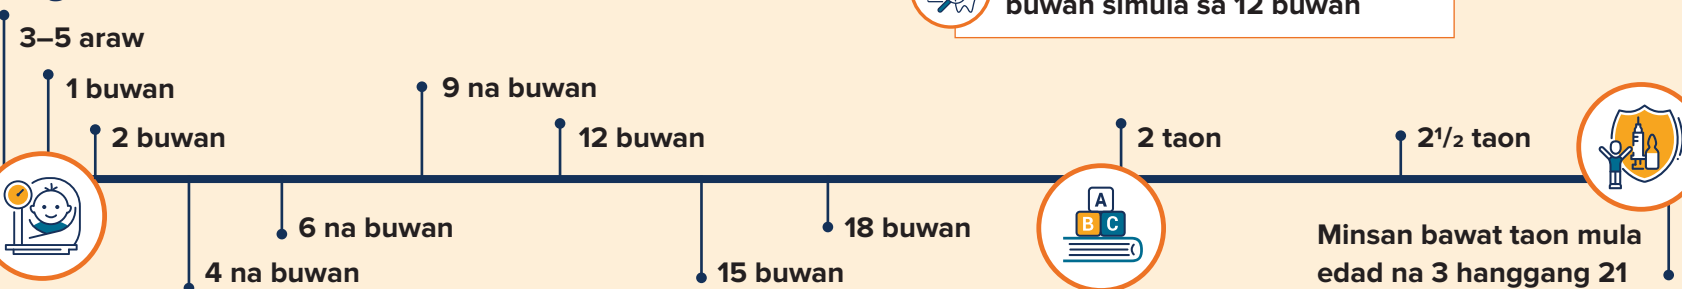 buwan simula sa 12 buwan
3–5 araw
1 buwan
2 buwan
4 na buwan
6 na buwan
9 na buwan
12 buwan
15 buwan
18 buwan
2 taon
A
B C
2¹/₂ taon
Minsan bawat taon mula
edad na 3 hanggang 21